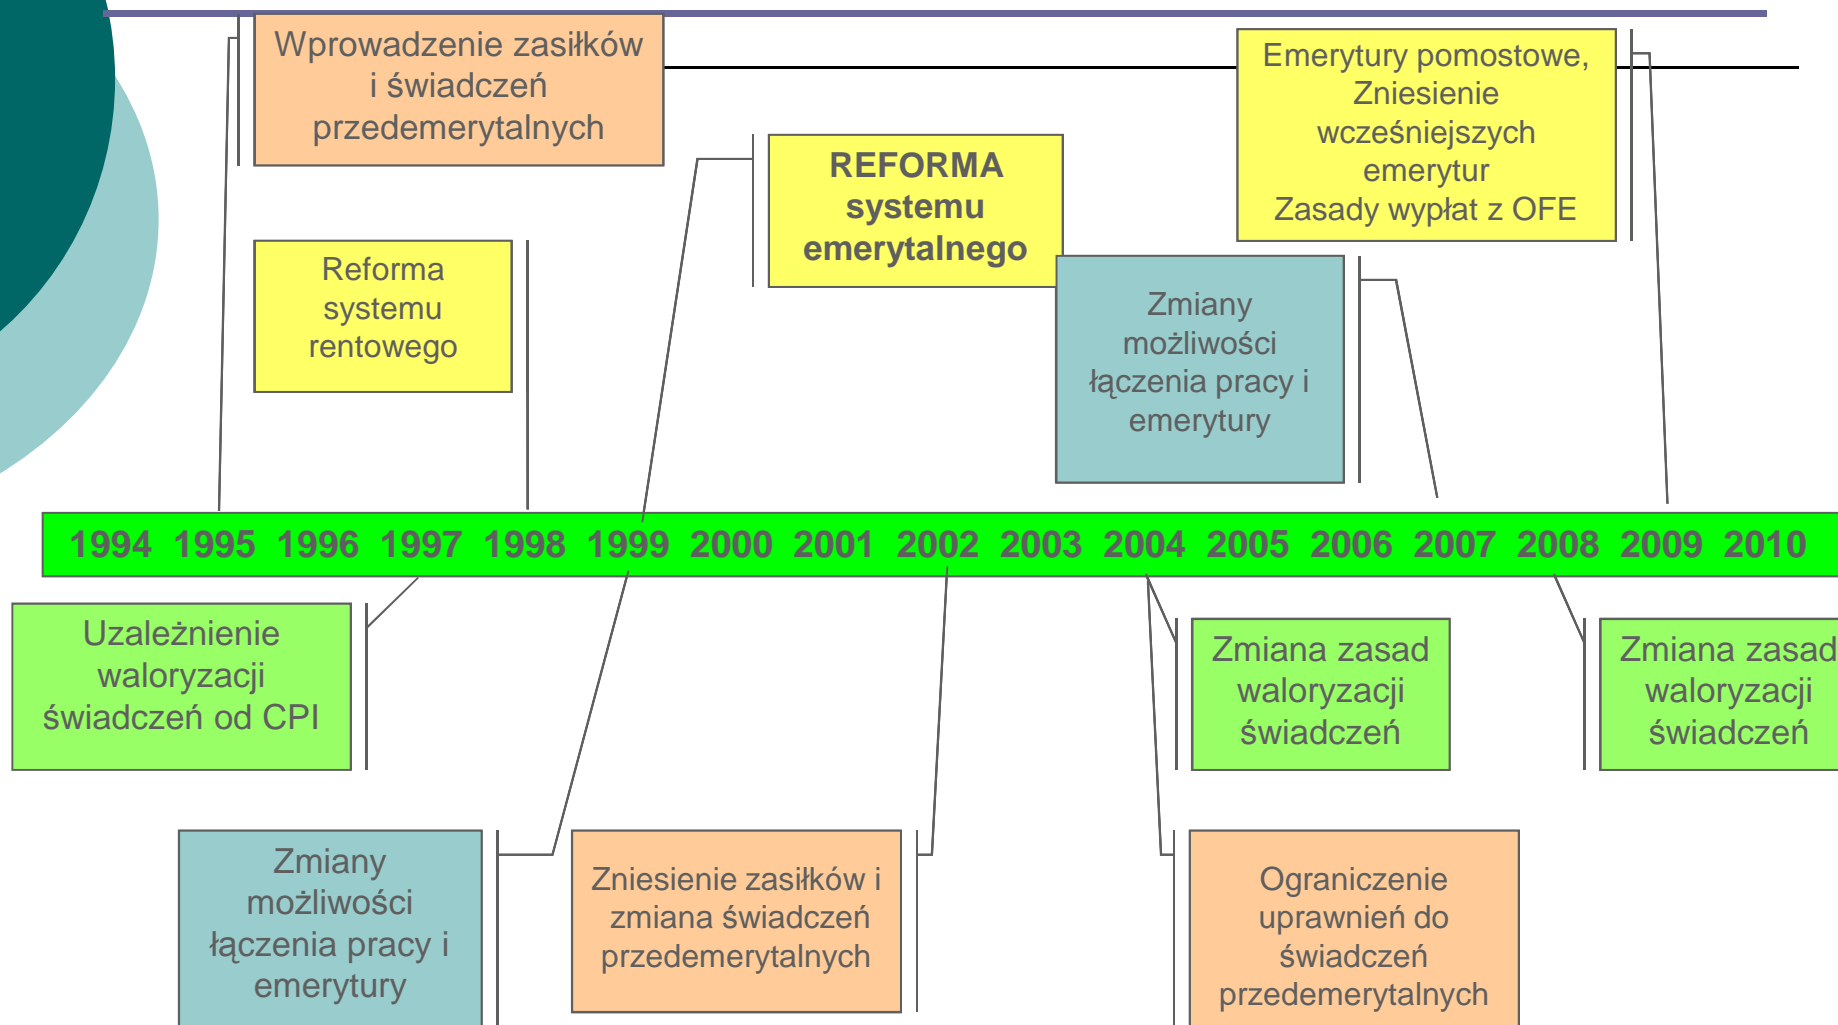 Wprowadzenie zasiłków
i świadczeń
przedemerytalnych
Emerytury pomostowe,
Zniesienie
wcześniejszych
emerytur
Zasady wypłat z OFE
REFORMA
systemu
emerytalnego
Reforma
systemu
rentowego
Zmiany
możliwości
łączenia pracy i
emerytury
1994 1995 1996 1997 1998 1999 2000 2001 2002 2003 2004 2005 2006 2007 2008 2009 2010
Uzależnienie
waloryzacji
świadczeń od CPI
Zmiana zasad
waloryzacji
świadczeń
Zmiana zasad
waloryzacji
świadczeń
Zmiany
możliwości
łączenia pracy i
emerytury
Zniesienie zasiłków i
zmiana świadczeń
przedemerytalnych
Ograniczenie
uprawnień do
świadczeń
przedemerytalnych